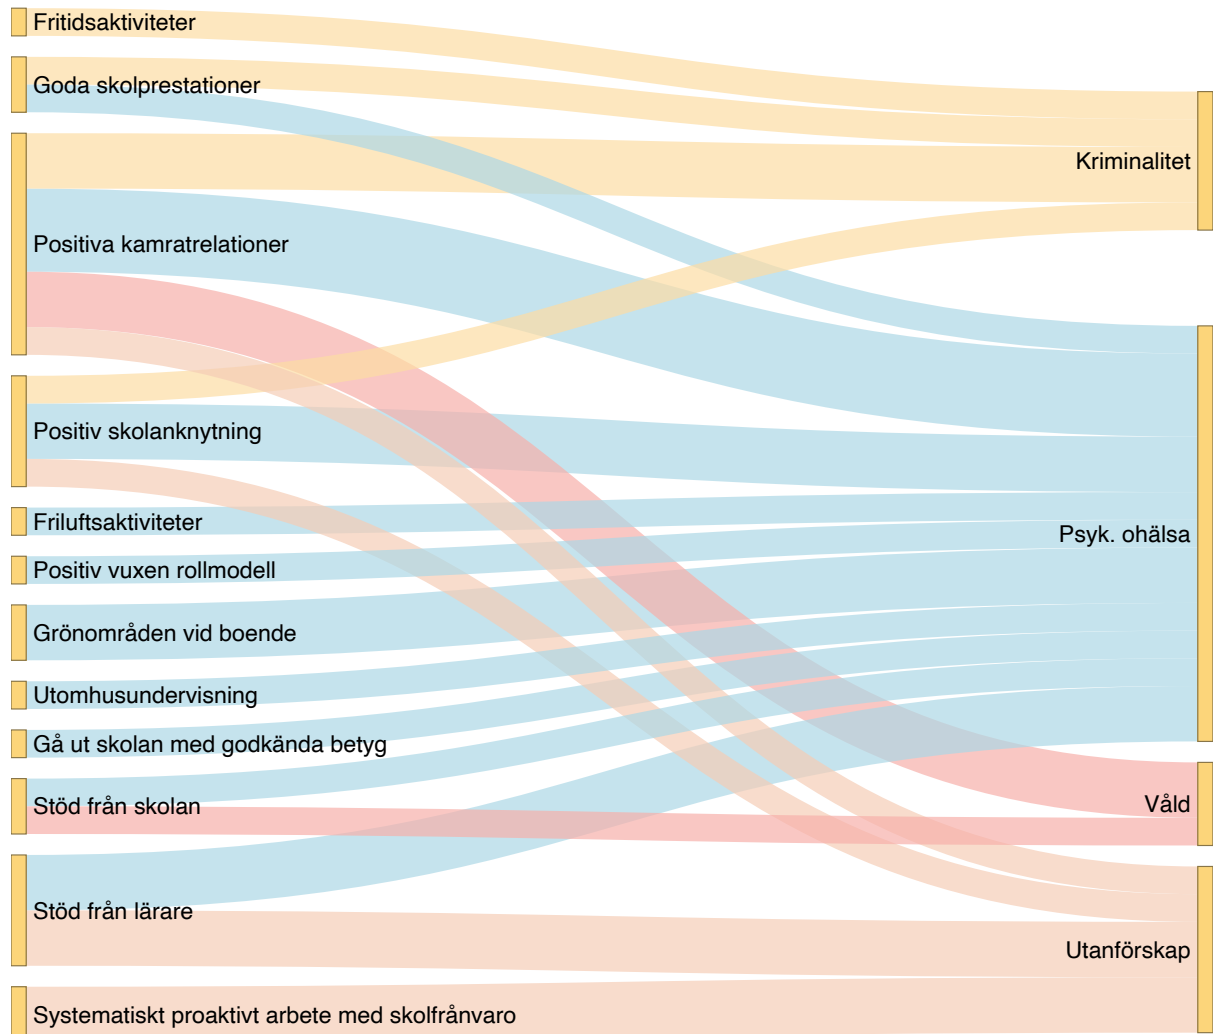 Fritidsaktiviteter
Goda skolprestationer
Positiva kamratrelationer
Positiv skolanknytning
Friluftsaktiviteter
Positiv vuxen rollmodell
Grönområden vid boende
Utomhusundervisning
Gå ut skolan med godkända betyg
Stöd från skolan
Stöd från lärare
Systematiskt proaktivt arbete med skolfrånvaro
Kriminalitet
Psyk. ohälsa
Våld
Utanförskap